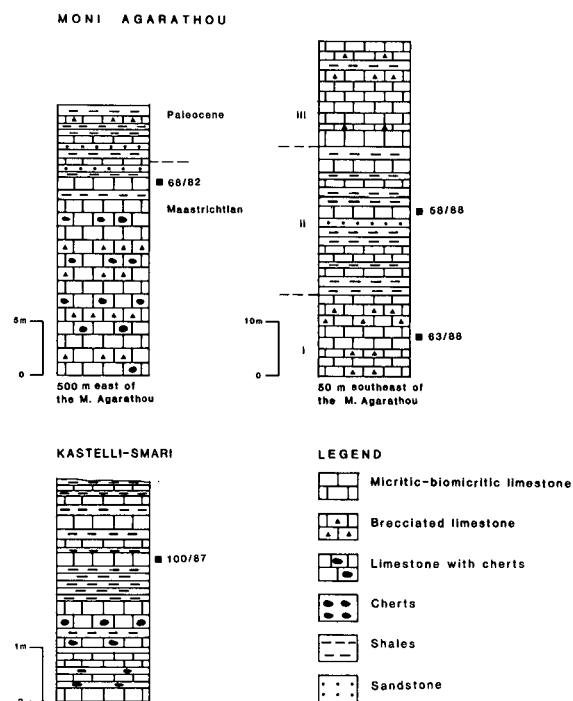 MONI AGARATHOU
Paleocene
68/82
Maastrichtian
5m
0
500 m east of
the M. Agarathou
III
II
I
58/88
63/88
10m
0
50 m southeast of
the M. Agarathou
KASTELLI-SMARI
100/87
1m
LEGEND
Micritic-biomicritic limestone
Brecciated limestone
Limestone with cherts
Cherts
Shales
Sandstone